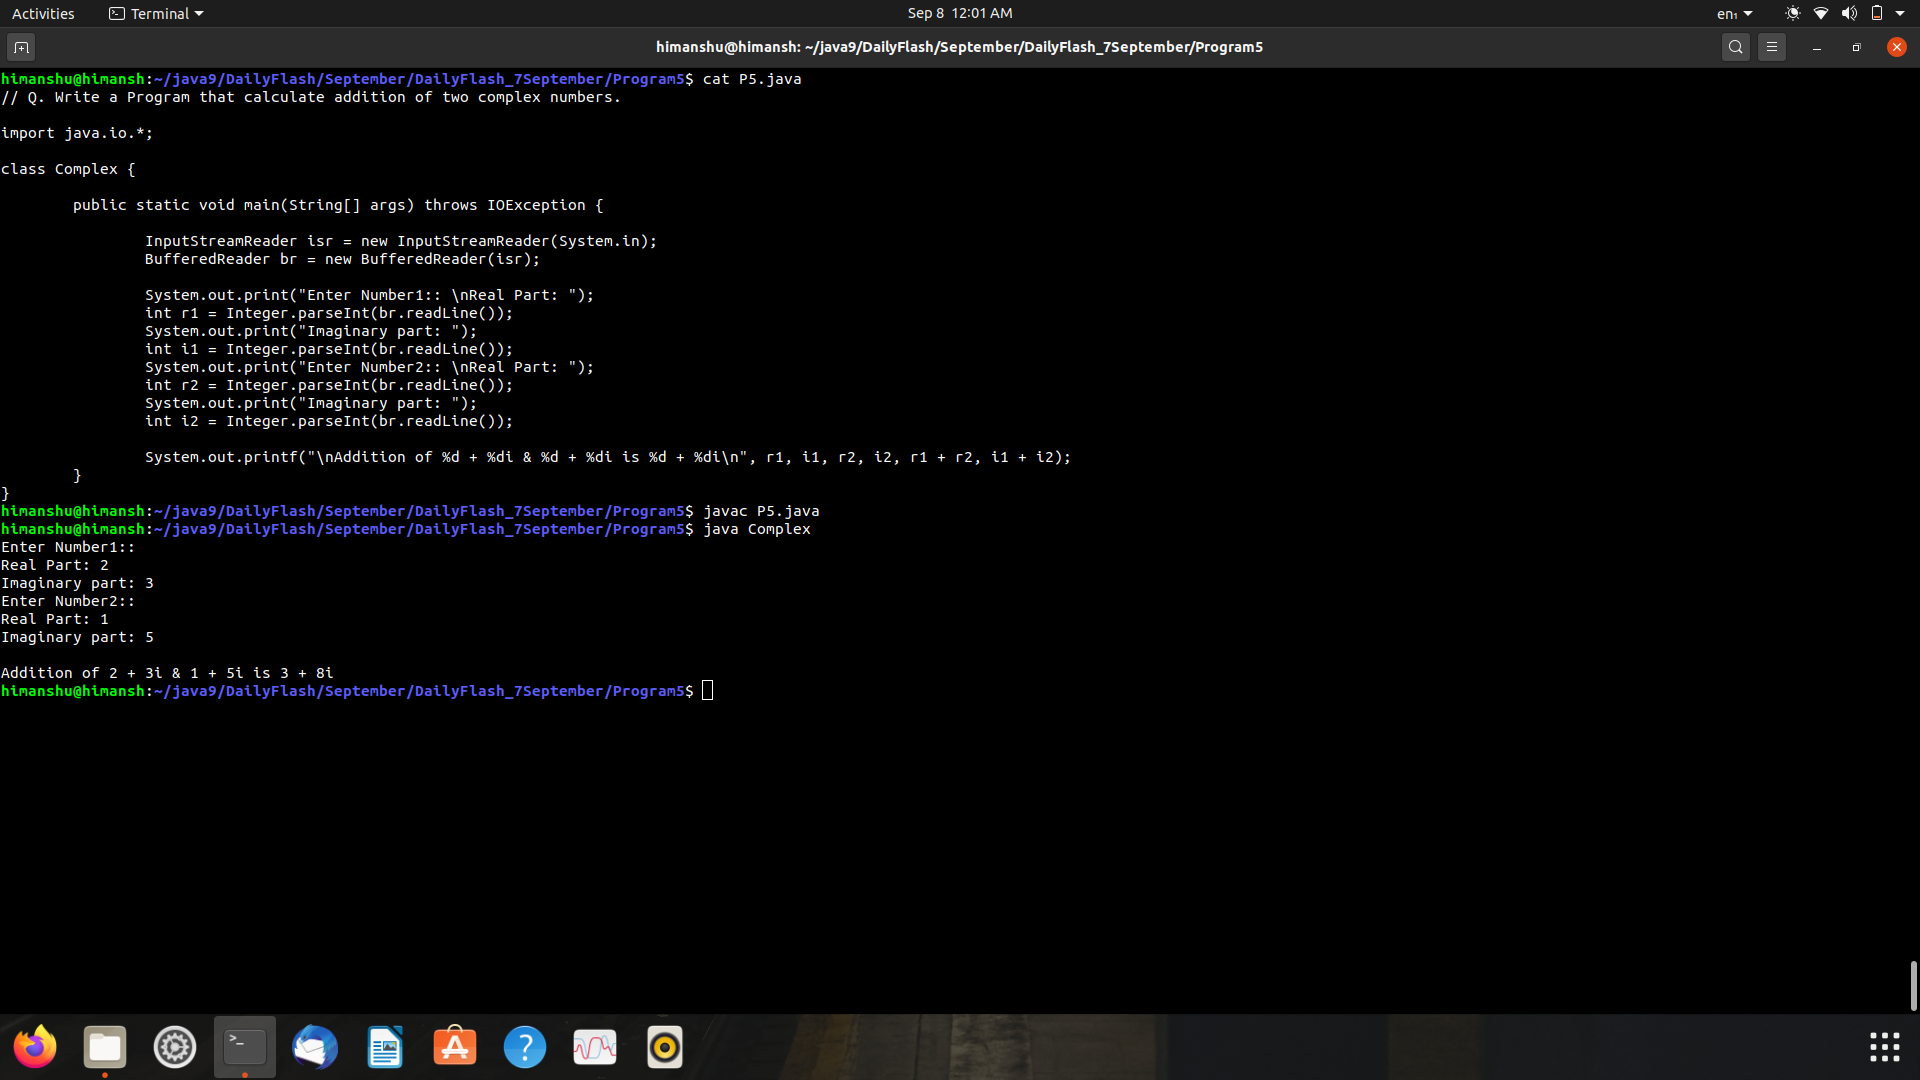 Activities Terminal Sep 8 12:01 AM en₁
himanshu@himansh: ~/java9/DailyFlash/September/DailyFlash_7September/Program5
himanshu@himansh:~/java9/DailyFlash/September/DailyFlash_7September/Program5$ cat P5.java
// Q. Write a Program that calculate addition of two complex numbers.

import java.io.*;

class Complex {

        public static void main(String[] args) throws IOException {

                InputStreamReader isr = new InputStreamReader(System.in);
                BufferedReader br = new BufferedReader(isr);

                System.out.print("Enter Number1:: \nReal Part: ");
                int r1 = Integer.parseInt(br.readLine());
                System.out.print("Imaginary part: ");
                int i1 = Integer.parseInt(br.readLine());
                System.out.print("Enter Number2:: \nReal Part: ");
                int r2 = Integer.parseInt(br.readLine());
                System.out.print("Imaginary part: ");
                int i2 = Integer.parseInt(br.readLine());

                System.out.printf("\nAddition of %d + %di & %d + %di is %d + %di\n", r1, i1, r2, i2, r1 + r2, i1 + i2);
        }
}
himanshu@himansh:~/java9/DailyFlash/September/DailyFlash_7September/Program5$ javac P5.java
himanshu@himansh:~/java9/DailyFlash/September/DailyFlash_7September/Program5$ java Complex
Enter Number1::
Real Part: 2
Imaginary part: 3
Enter Number2::
Real Part: 1
Imaginary part: 5

Addition of 2 + 3i & 1 + 5i is 3 + 8i
himanshu@himansh:~/java9/DailyFlash/September/DailyFlash_7September/Program5$